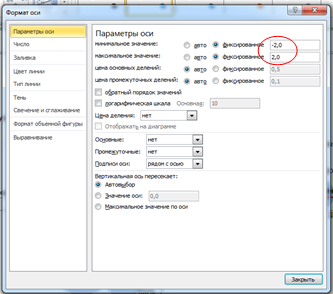 Формат оси
Параметры оси
Число
Заливка
Цвет линии
Тип линии
Тень
Свечение и сглаживание
Формат объемной фигуры
Выравнивание
Параметры оси
минимальное значение: авто фиксированное -2,0
максимальное значение: авто фиксированное 2,0
цена основных делений: авто фиксированное 0,5
цена промежуточных делений: авто фиксированное 0,1
обратный порядок значений
логарифмическая шкала Основная: 10
Цена деления: нет
Отображать на диаграмме
Основные: нет
Промежуточные: нет
Подписи оси: рядом с осью
Вертикальная ось пересекает:
Автовыбор
Значение оси: 0,0
Максимальное значение по оси
Закрыть